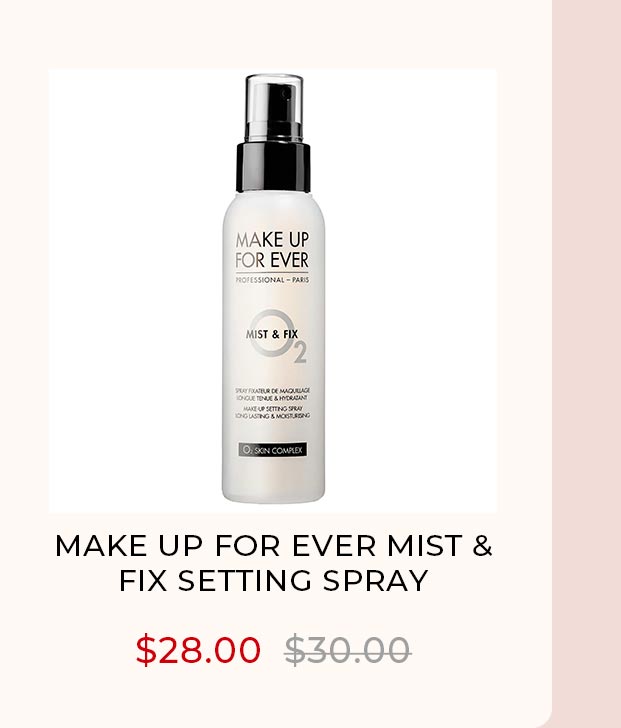 MAKE UP
FOR EVER
PROFESSIONAL – PARIS
MIST & FIX
O2
SPRAY FIXATEUR DE MAQUILLAGE
LONGUE TENUE & HYDRATANT
MAKE-UP SETTING SPRAY
LONG LASTING & MOISTURISING
O2 SKIN COMPLEX
MAKE UP FOR EVER MIST &
FIX SETTING SPRAY
$28.00 $30.00